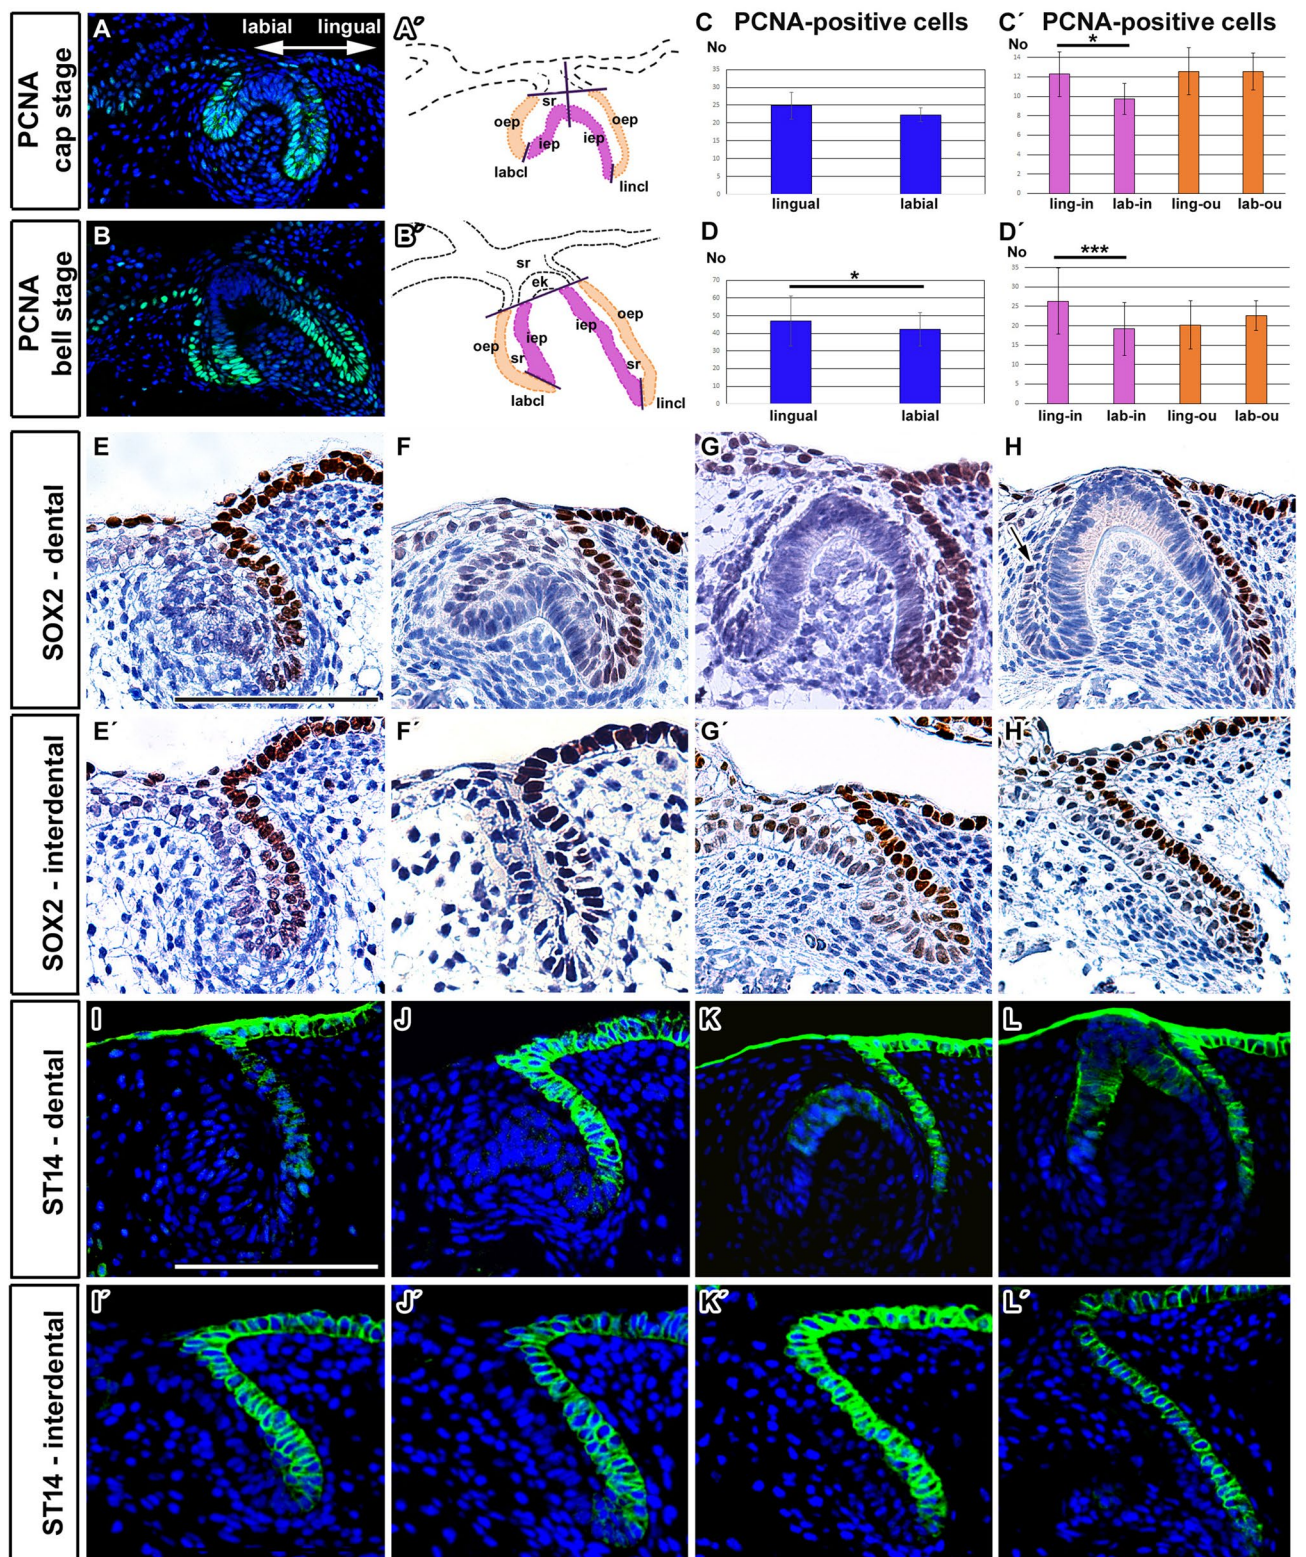 PCNA
cap stage
A
labial lingual
A´
sr
oep
oep
iep
iep
labcl
lincl
C PCNA-positive cells
No
35
30
25
20
15
10
5
0
lingual labial
C´ PCNA-positive cells
No
*
14
12
10
8
6
4
2
0
ling-in lab-in ling-ou lab-ou
PCNA
bell stage
B
B´
sr
ek
oep
iep
iep
oep
sr
sr
labcl
lincl
D
No
*
70
60
50
40
30
20
10
0
lingual labial
D´
No
***
35
30
25
20
15
10
5
0
ling-in lab-in ling-ou lab-ou
SOX2 - dental
E
F
G
H
SOX2 - interdental
E´
F´
G´
H´
ST14 - dental
I
J
K
L
ST14 - interdental
I´
J´
K´
L´